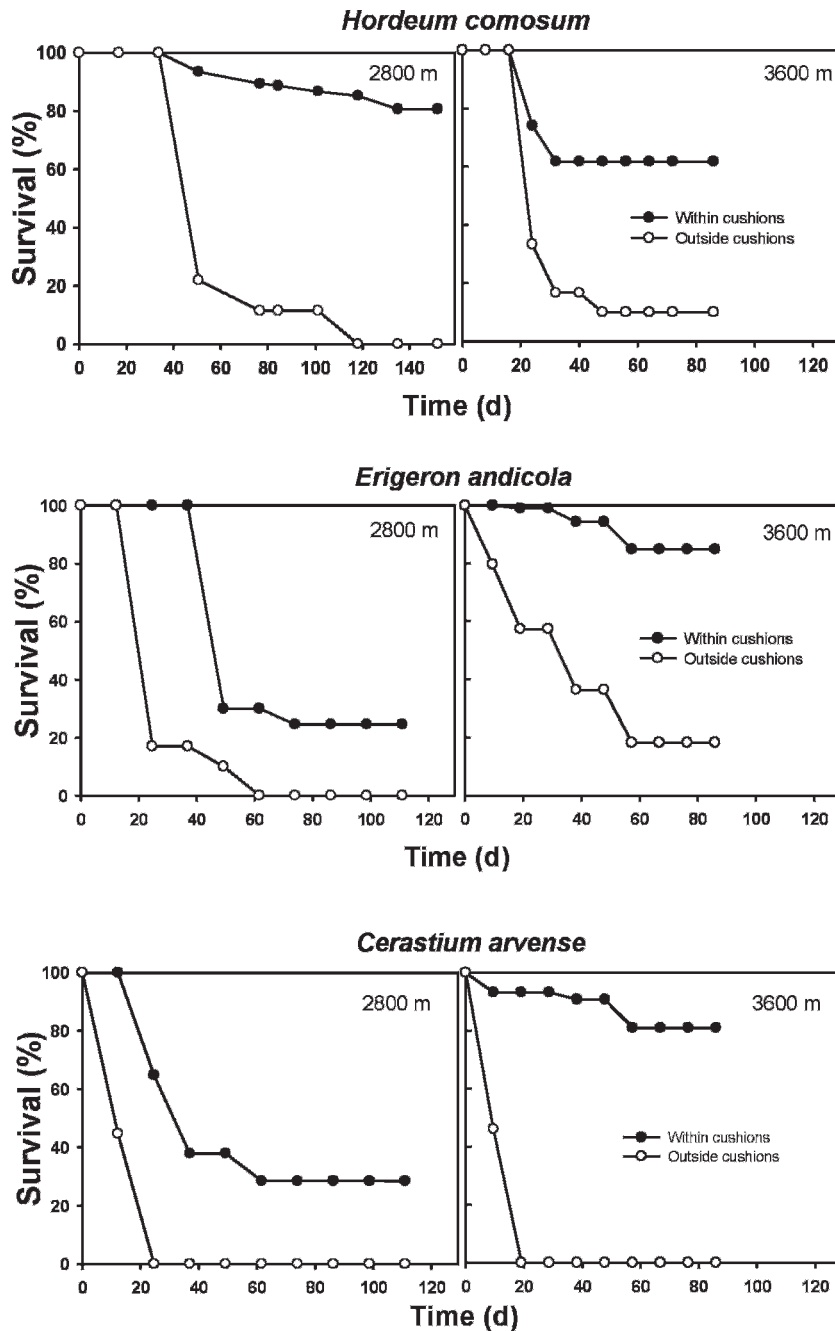 Hordeum comosum
2800 m
3600 m
Survival (%)
100
80
60
40
20
0
Within cushions
Outside cushions
0 20 40 60 80 100 120 140
0 20 40 60 80 100 120
Time (d)
Erigeron andicola
2800 m
3600 m
Survival (%)
100
80
60
40
20
0
Within cushions
Outside cushions
0 20 40 60 80 100 120
0 20 40 60 80 100 120
Time (d)
Cerastium arvense
2800 m
3600 m
Survival (%)
100
80
60
40
20
0
Within cushions
Outside cushions
0 20 40 60 80 100 120
0 20 40 60 80 100 120
Time (d)